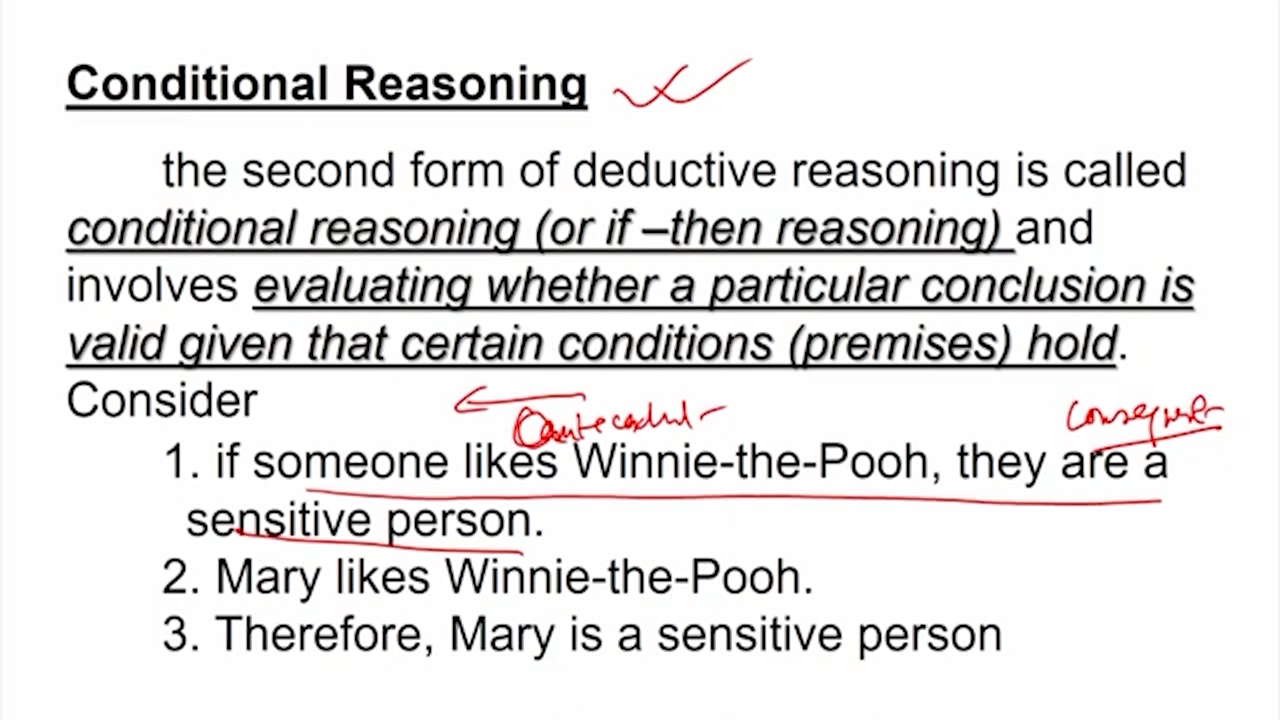 Conditional Reasoning
the second form of deductive reasoning is called
conditional reasoning (or if –then reasoning) and
involves evaluating whether a particular conclusion is
valid given that certain conditions (premises) hold.
Consider
Antecedent
Consequent
1. if someone likes Winnie-the-Pooh, they are a
sensitive person.
2. Mary likes Winnie-the-Pooh.
3. Therefore, Mary is a sensitive person